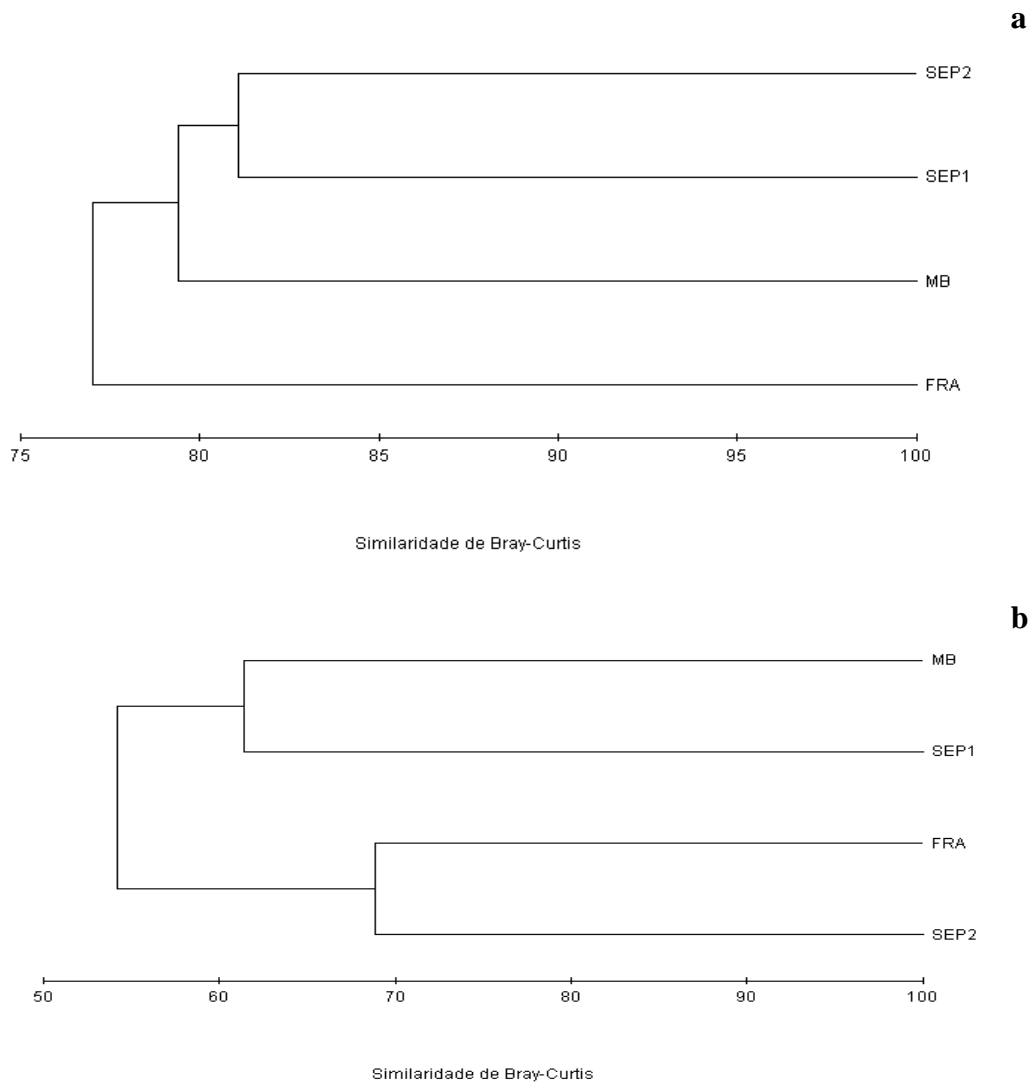 a
SEP2
SEP1
MB
FRA
75 80 85 90 95 100
Similaridade de Bray-Curtis
b
MB
SEP1
FRA
SEP2
50 60 70 80 90 100
Similaridade de Bray-Curtis